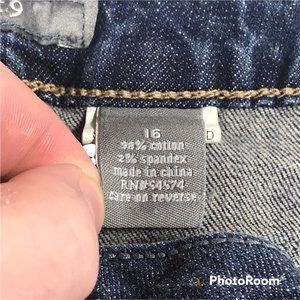 16
98% cotton
2% spandex
made in china
RN#54574
care on reverse
D
PhotoRoom